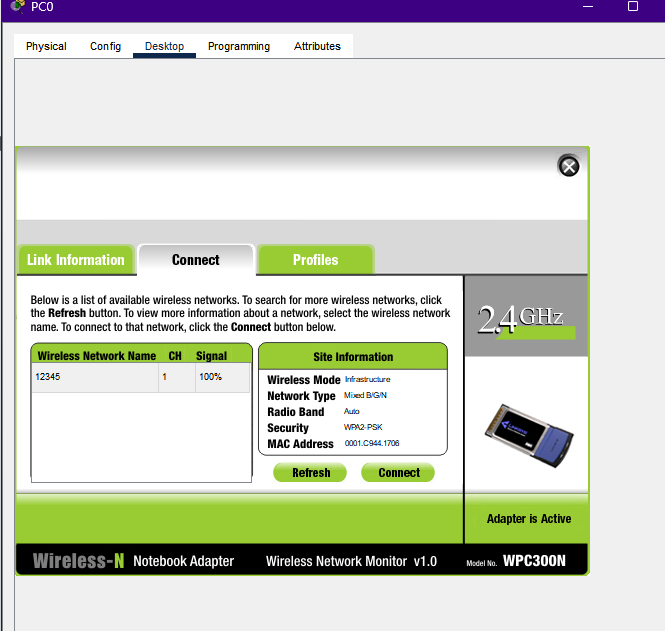 PC0
Physical Config Desktop Programming Attributes
Link Information Connect Profiles
Below is a list of available wireless networks. To search for more wireless networks, click
the Refresh button. To view more information about a network, select the wireless network
name. To connect to that network, click the Connect button below.
2.4GHz
Wireless Network Name CH Signal
12345 1 100%
Site Information
Wireless Mode Infrastructure
Network Type Mixed B/G/N
Radio Band Auto
Security WPA2-PSK
MAC Address 0001.C944.1706
Refresh Connect
Adapter is Active
Wireless-N Notebook Adapter Wireless Network Monitor v1.0 Model No. WPC300N